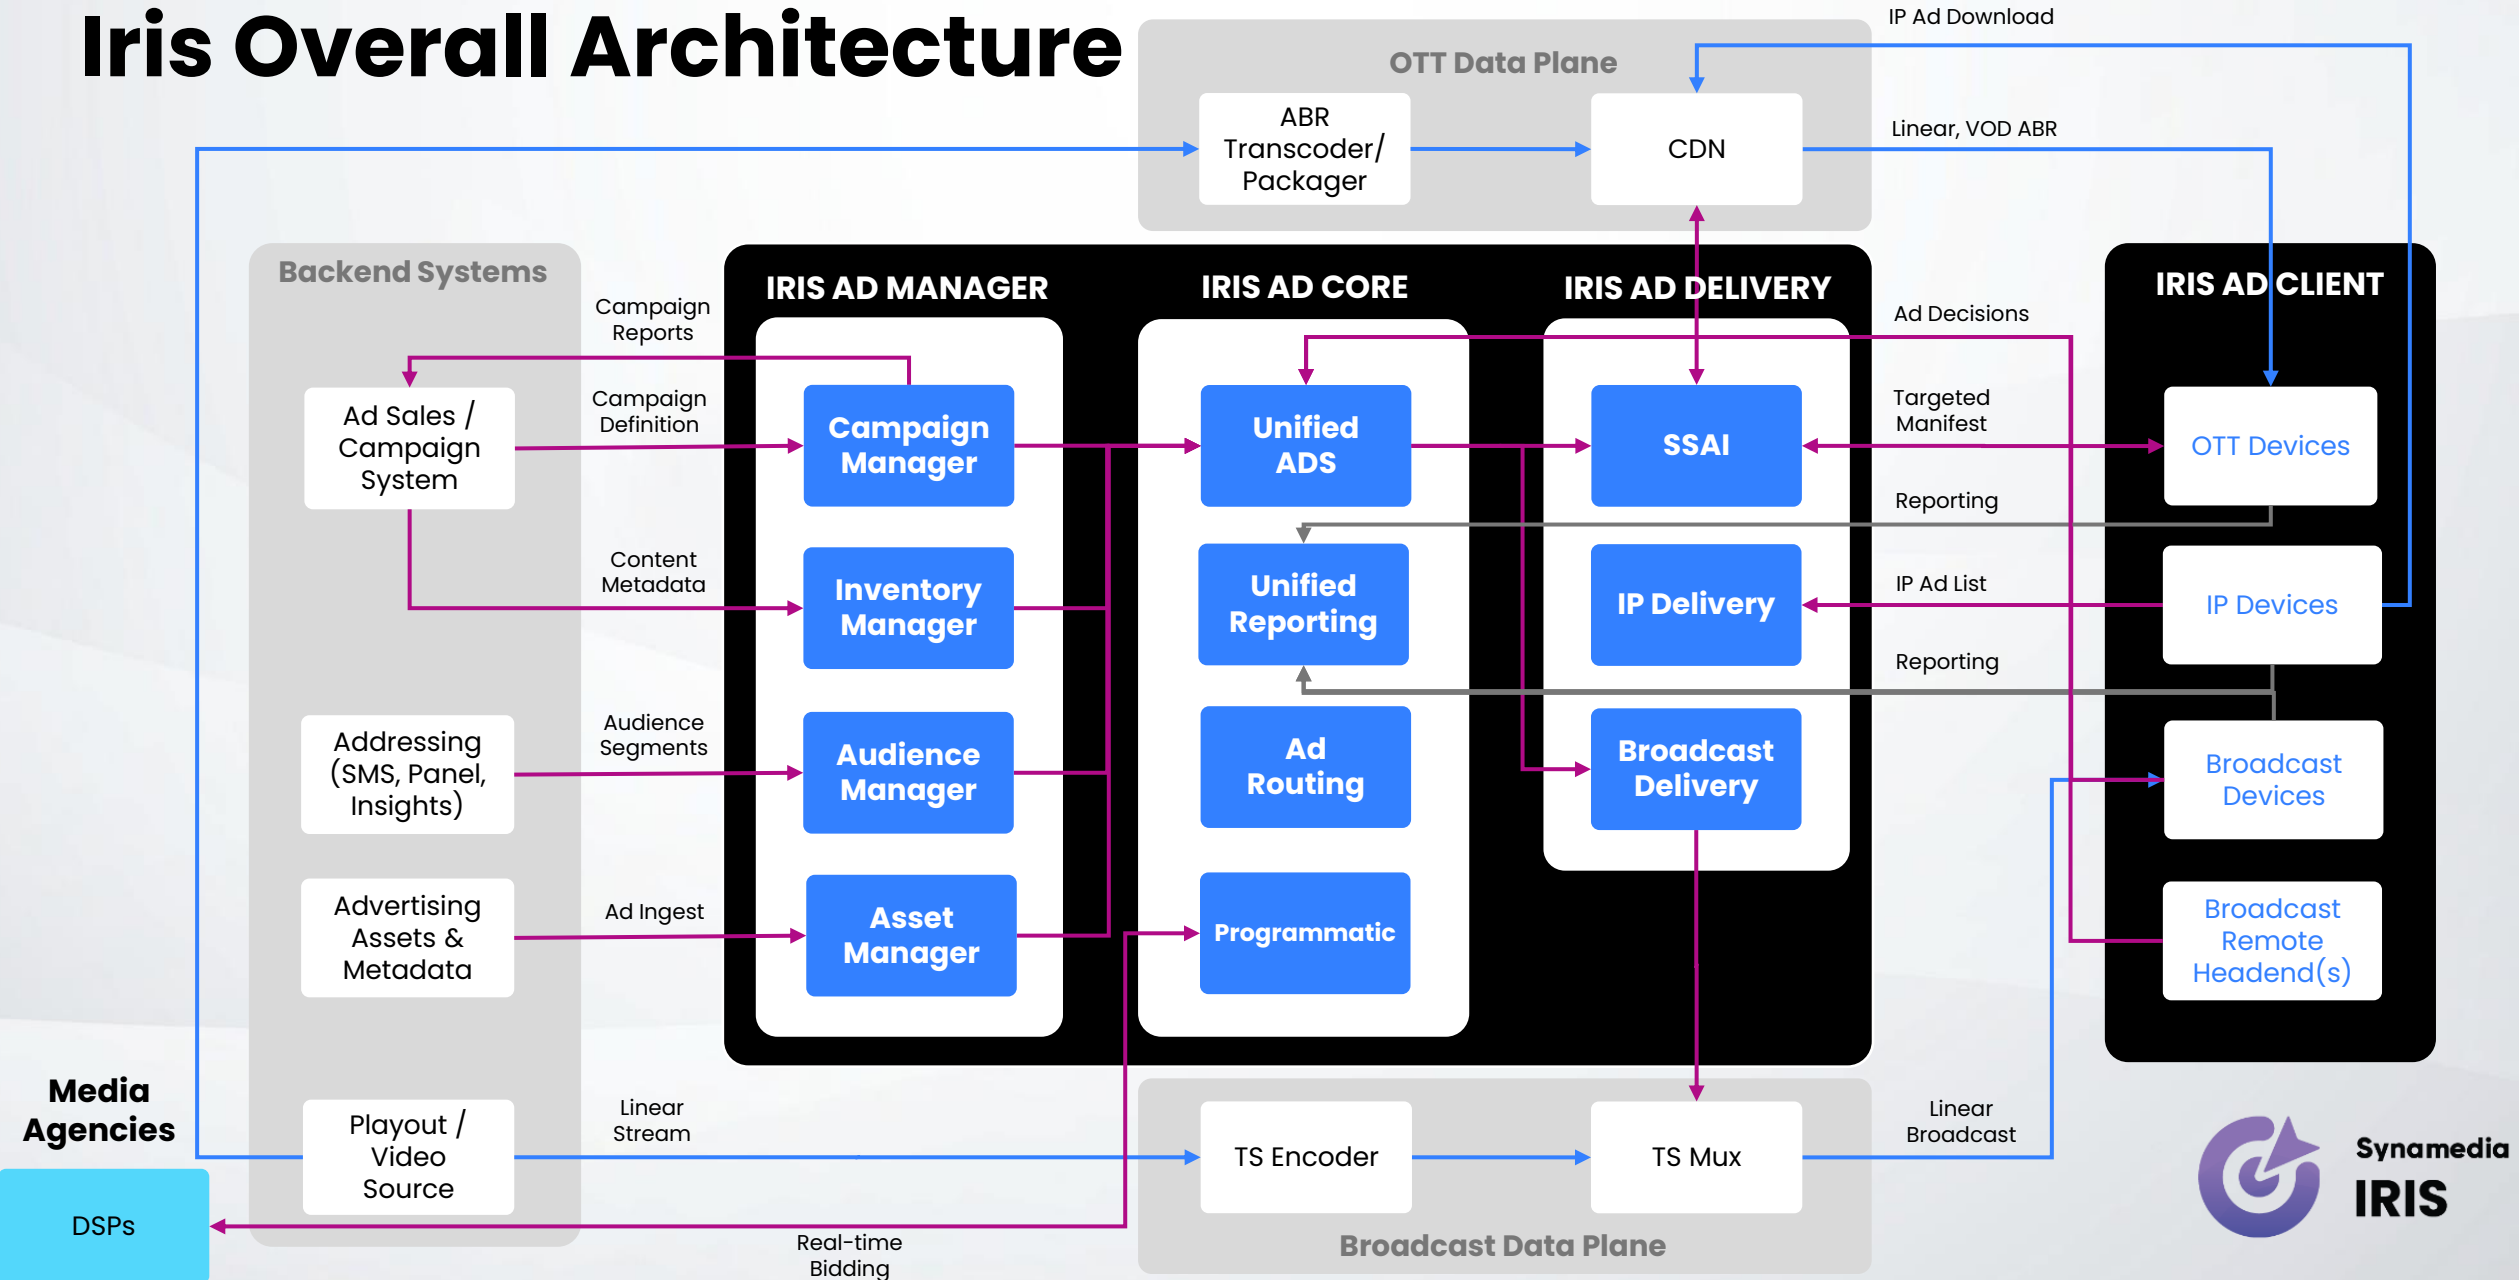 Iris Overall Architecture
IP Ad Download
OTT Data Plane
ABR
Transcoder/
Packager
CDN
Linear, VOD ABR
Backend Systems
Campaign
Reports
Ad Sales /
Campaign
System
Campaign
Definition
Content
Metadata
Addressing
(SMS, Panel,
Insights)
Audience
Segments
Advertising
Assets &
Metadata
Ad Ingest
Playout /
Video
Source
Linear
Stream
Media
Agencies
DSPs
Real-time
Bidding
IRIS AD MANAGER
Campaign
Manager
Inventory
Manager
Audience
Manager
Asset
Manager
IRIS AD CORE
Unified
ADS
Unified
Reporting
Ad
Routing
Programmatic
IRIS AD DELIVERY
SSAI
IP Delivery
Broadcast
Delivery
Ad Decisions
Targeted
Manifest
Reporting
IP Ad List
Reporting
IRIS AD CLIENT
OTT Devices
IP Devices
Broadcast
Devices
Broadcast
Remote
Headend(s)
TS Encoder
TS Mux
Broadcast Data Plane
Linear
Broadcast
Synamedia
IRIS